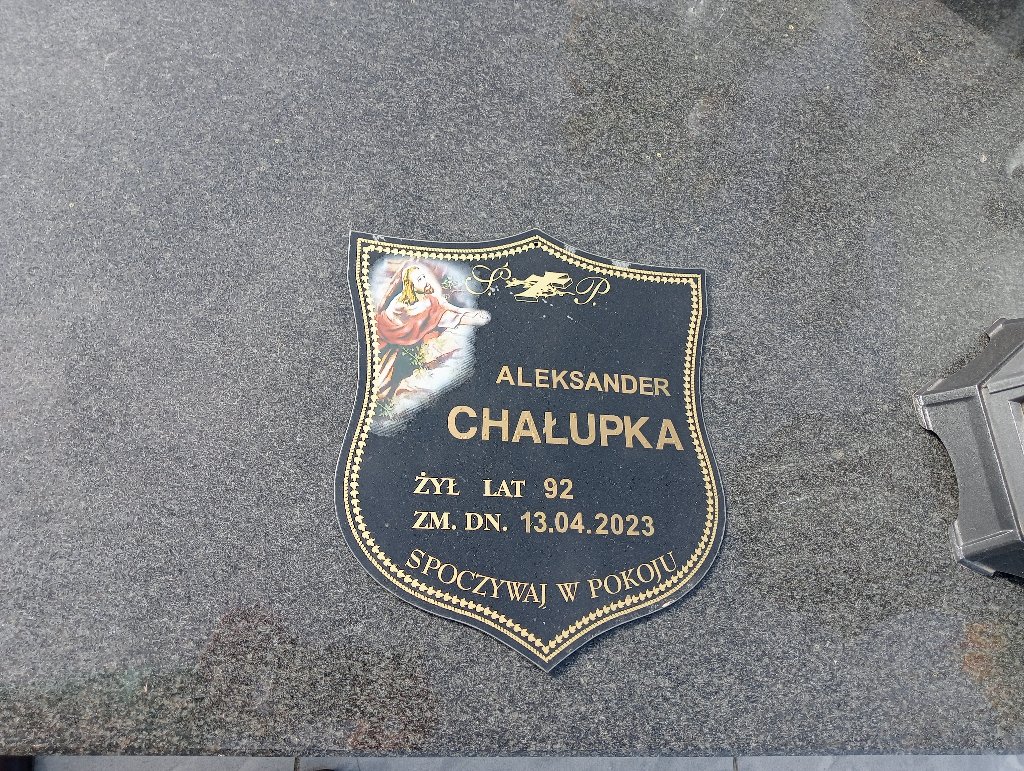 Ś. P.
ALEKSANDER
CHAŁUPKA
ŻYŁ LAT 92
ZM. DN. 13.04.2023
SPOCZYWAJ W POKOJU